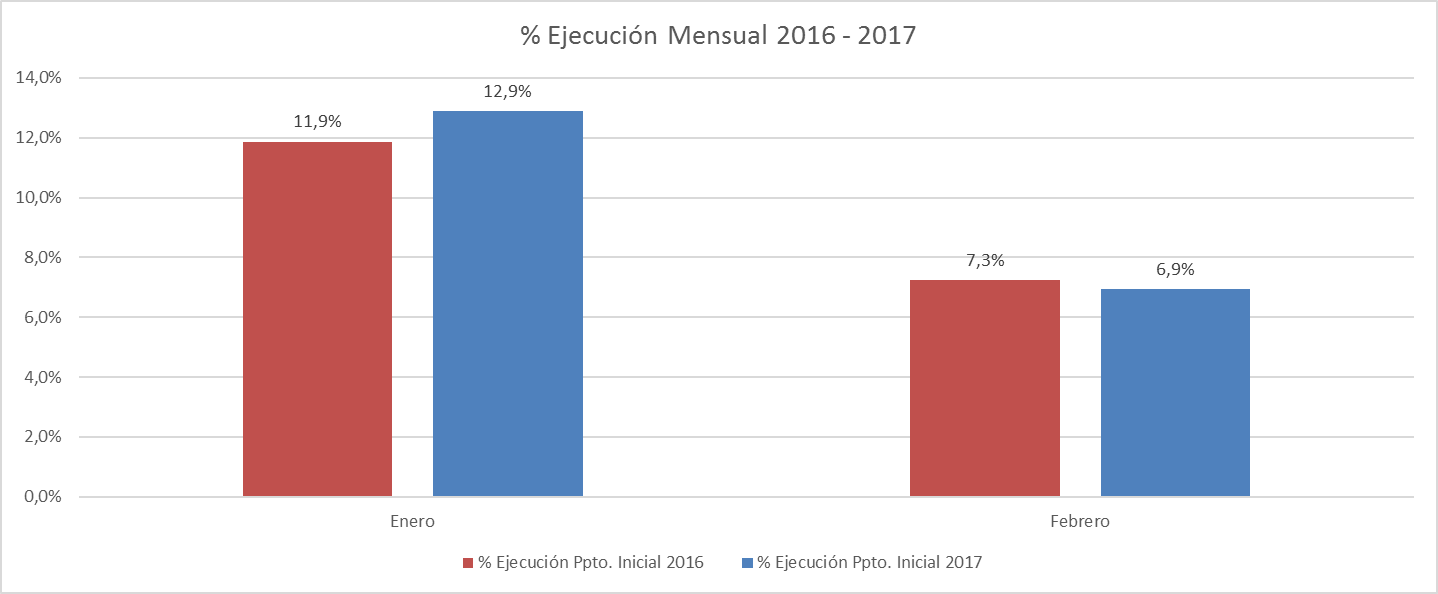 % Ejecución Mensual 2016 - 2017
14,0%
12,0%
10,0%
8,0%
6,0%
4,0%
2,0%
0,0%
11,9%
12,9%
7,3%
6,9%
Enero
Febrero
% Ejecución Ppto. Inicial 2016
% Ejecución Ppto. Inicial 2017